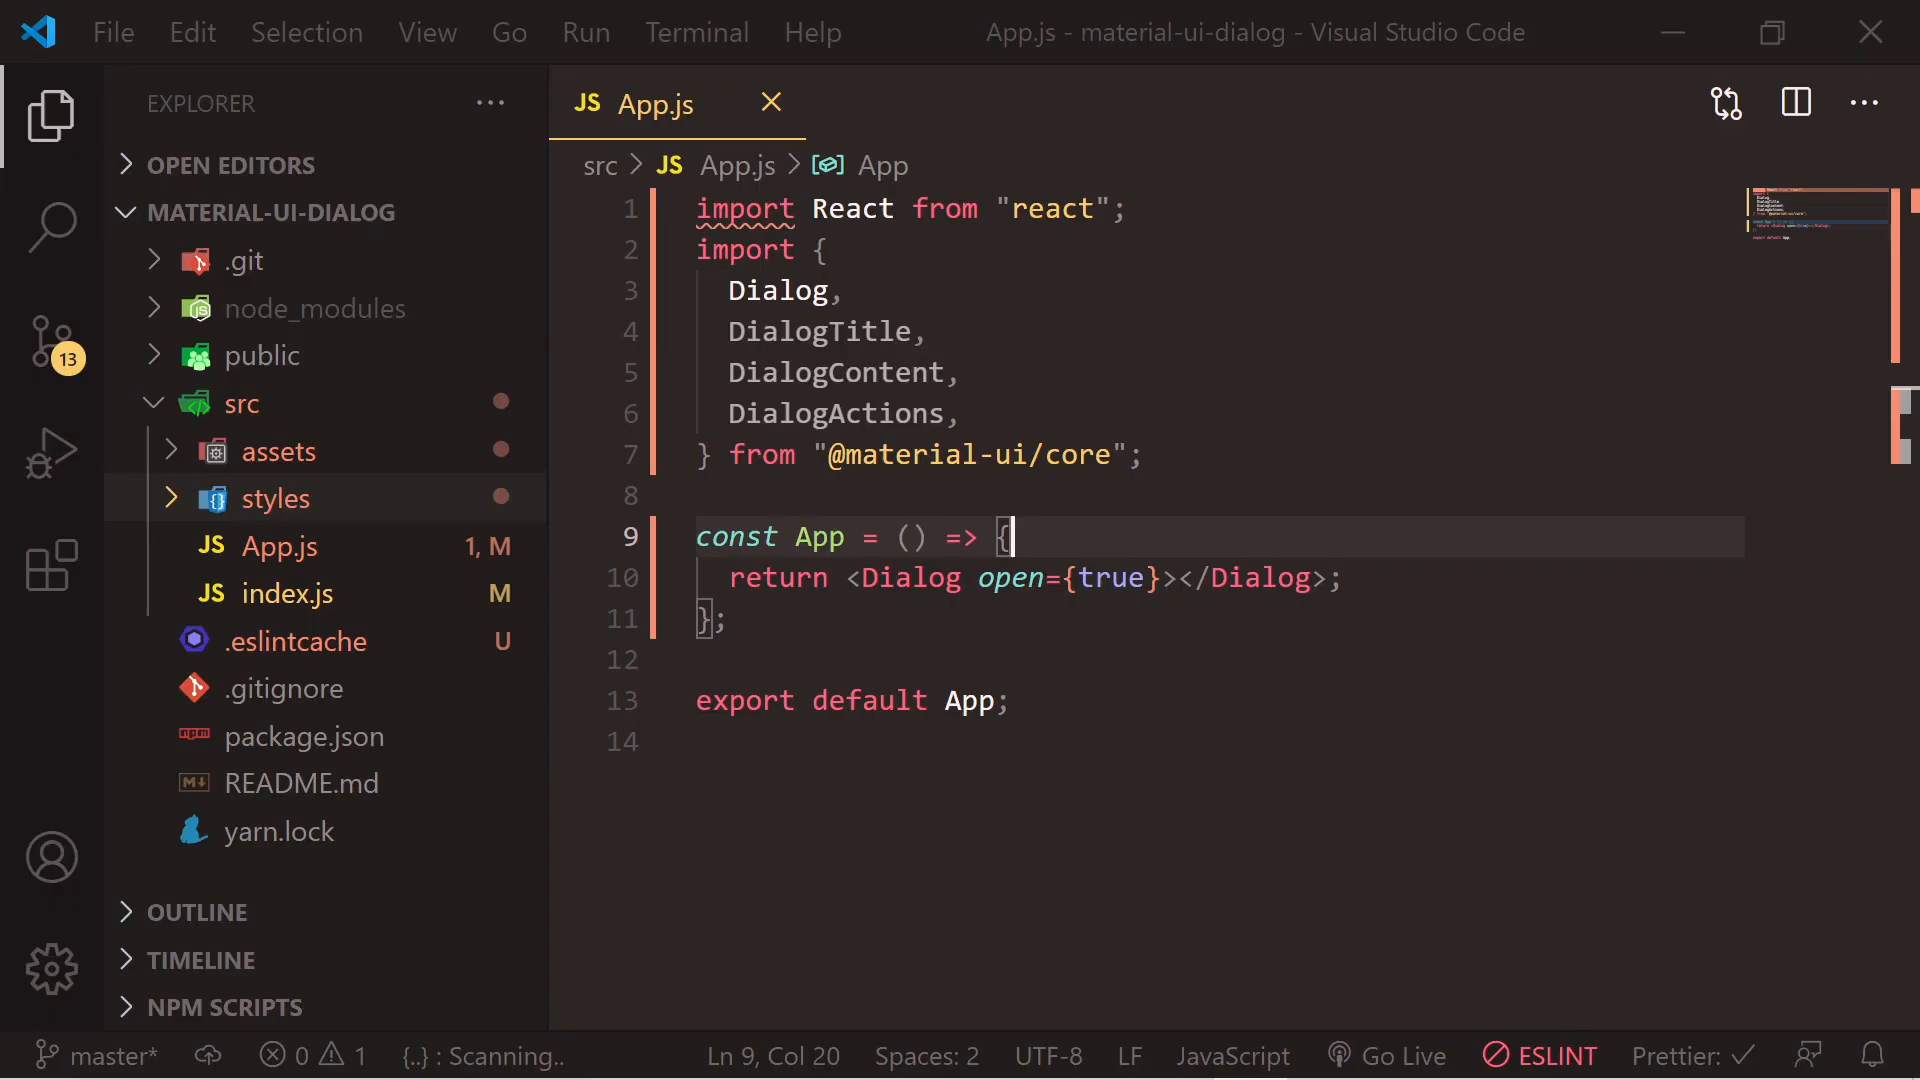 File Edit Selection View Go Run Terminal Help App.js - material-ui-dialog - Visual Studio Code
EXPLORER
OPEN EDITORS
MATERIAL-UI-DIALOG
.git
node_modules
public
src
assets
styles
JS App.js 1, M
JS index.js M
.eslintcache U
.gitignore
package.json
README.md
yarn.lock
OUTLINE
TIMELINE
NPM SCRIPTS
13
JS App.js
src > JS App.js > App
1 import React from "react";
2 import {
3 Dialog,
4 DialogTitle,
5 DialogContent,
6 DialogActions,
7 } from "@material-ui/core";
8
9 const App = () => {
10 return <Dialog open={true}></Dialog>;
11 };
12
13 export default App;
14
master* 0 1 {..} : Scanning.. Ln 9, Col 20 Spaces: 2 UTF-8 LF JavaScript Go Live ESLINT Prettier: ✓